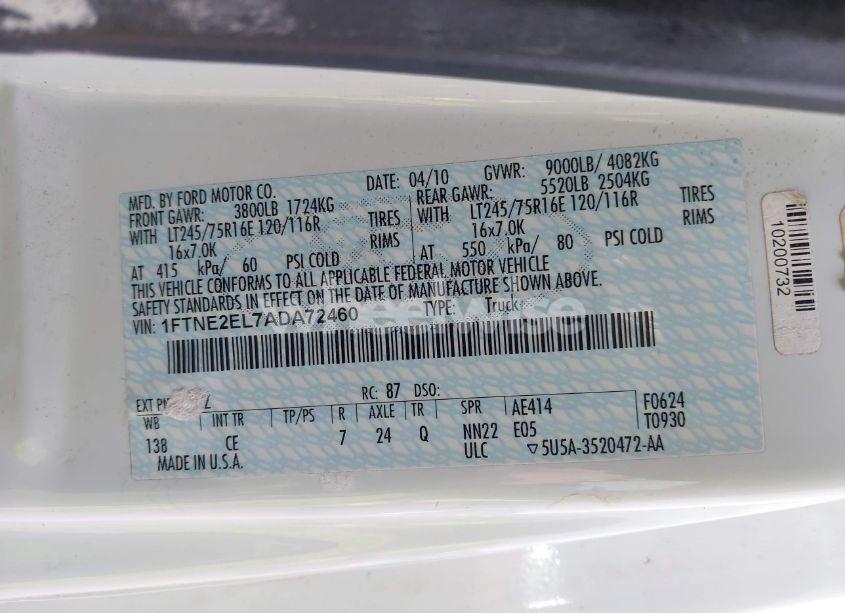 MFD. BY FORD MOTOR CO. DATE: 04/10 GVWR: 9000LB/ 4082KG
FRONT GAWR: 3800LB 1724KG REAR GAWR: 5520LB 2504KG
WITH LT245/75R16E 120/116R TIRES WITH LT245/75R16E 120/116R TIRES
16x7.0K RIMS 16x7.0K RIMS
AT 415 kPa/ 60 PSI COLD AT 550 kPa/ 80 PSI COLD
THIS VEHICLE CONFORMS TO ALL APPLICABLE FEDERAL MOTOR VEHICLE
SAFETY STANDARDS IN EFFECT ON THE DATE OF MANUFACTURE SHOWN ABOVE.
VIN: 1FTNE2EL7ADA72460 TYPE: Truck
EXT Z RC: 87 DSO:
WB INT TR TP/PS R AXLE TR SPR AE414 F0624
138 CE 7 24 Q NN22 E05 T0930
ULC
MADE IN U.S.A. ▽5U5A-3520472-AA
10200732